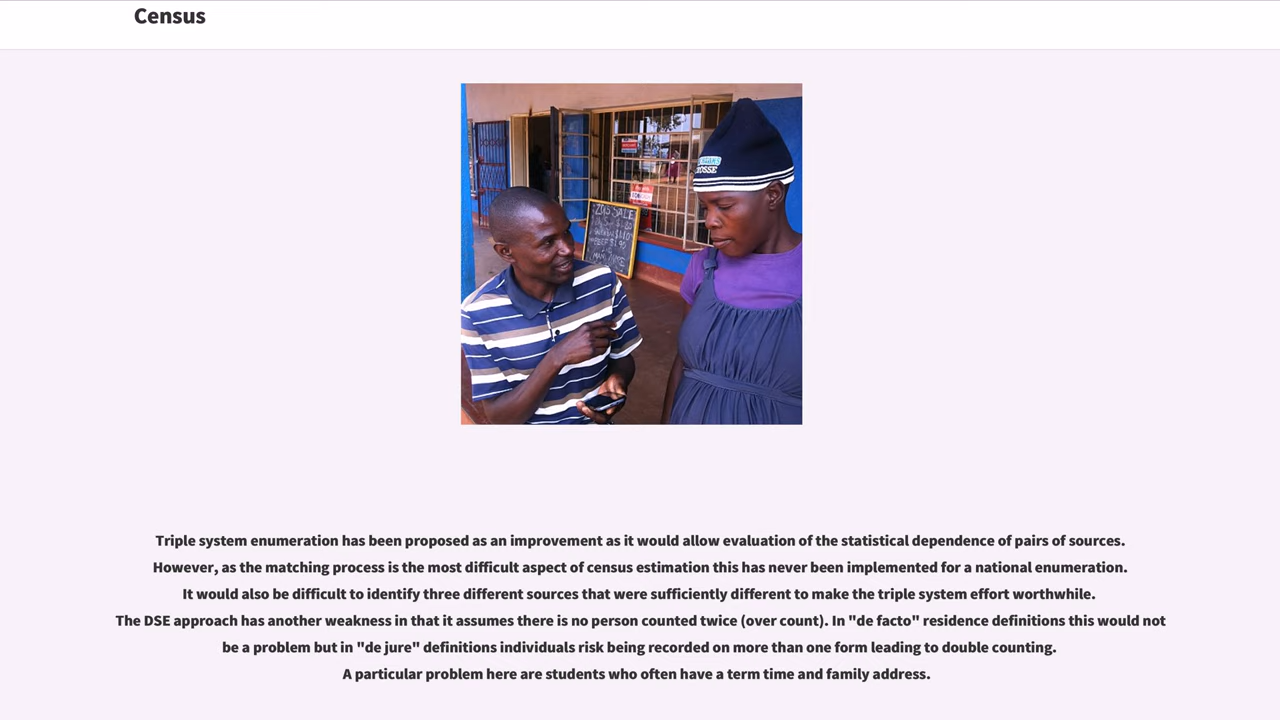 Census
CROSSE
2015 SALE
BEEF $1.90
Triple system enumeration has been proposed as an improvement as it would allow evaluation of the statistical dependence of pairs of sources.
However, as the matching process is the most difficult aspect of census estimation this has never been implemented for a national enumeration.
It would also be difficult to identify three different sources that were sufficiently different to make the triple system effort worthwhile.
The DSE approach has another weakness in that it assumes there is no person counted twice (over count). In "de facto" residence definitions this would not
be a problem but in "de jure" definitions individuals risk being recorded on more than one form leading to double counting.
A particular problem here are students who often have a term time and family address.